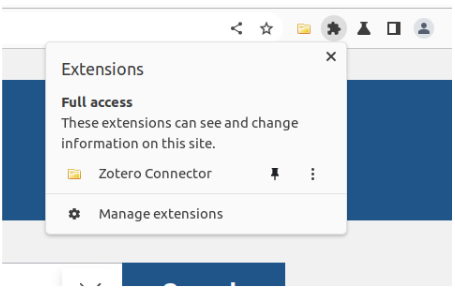 Extensions
Full access
These extensions can see and change
information on this site.
Zotero Connector
Manage extensions